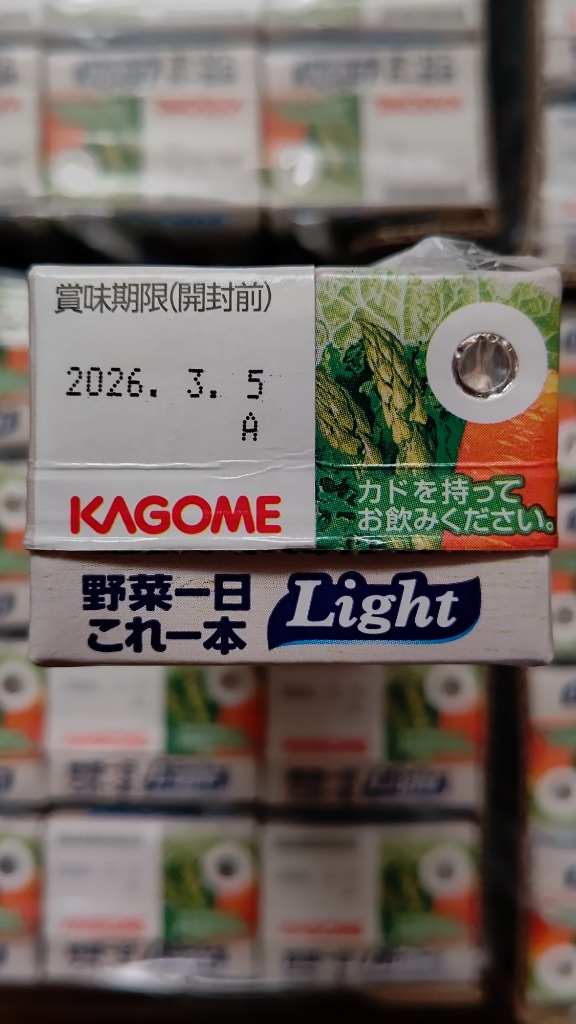 賞味期限(開封前)
2026. 3. 5
A
KAGOME
カドを持って
お飲みください。
野菜一日
これ一本
Light